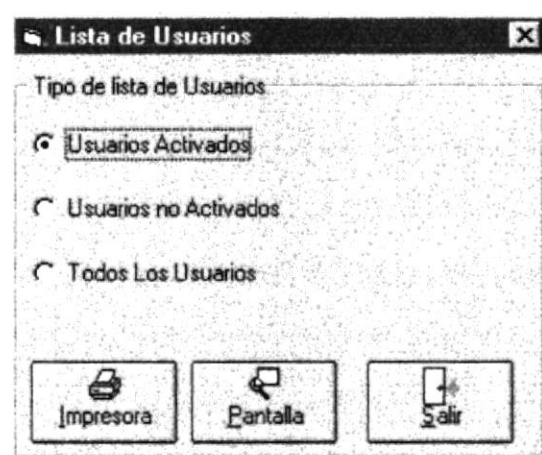 Lista de Usuarios
Tipo de lista de Usuarios
Usuarios Activados
Usuarios no Activados
Todos Los Usuarios
Impresora Pantalla Salir